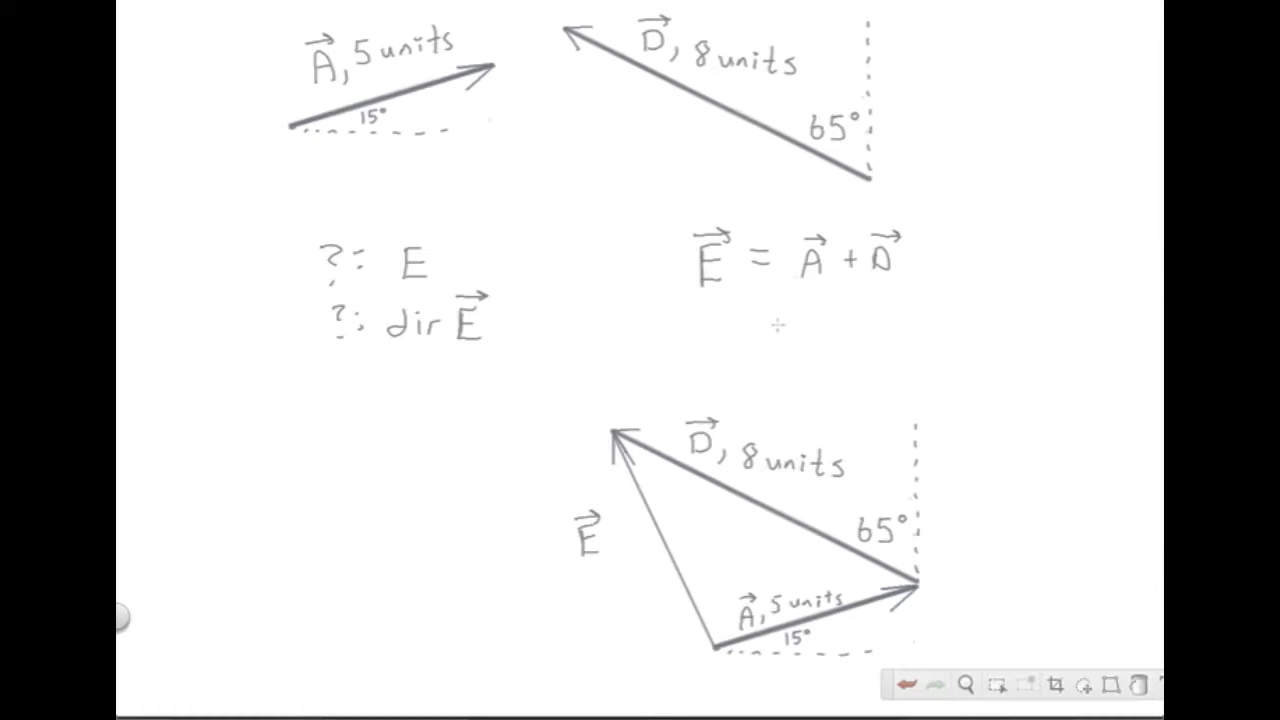 A, 5 units
15°
D, 8 units
65°
?: E
?: dir E
E = A + D
D, 8 units
65°
E
A, 5 units
15°